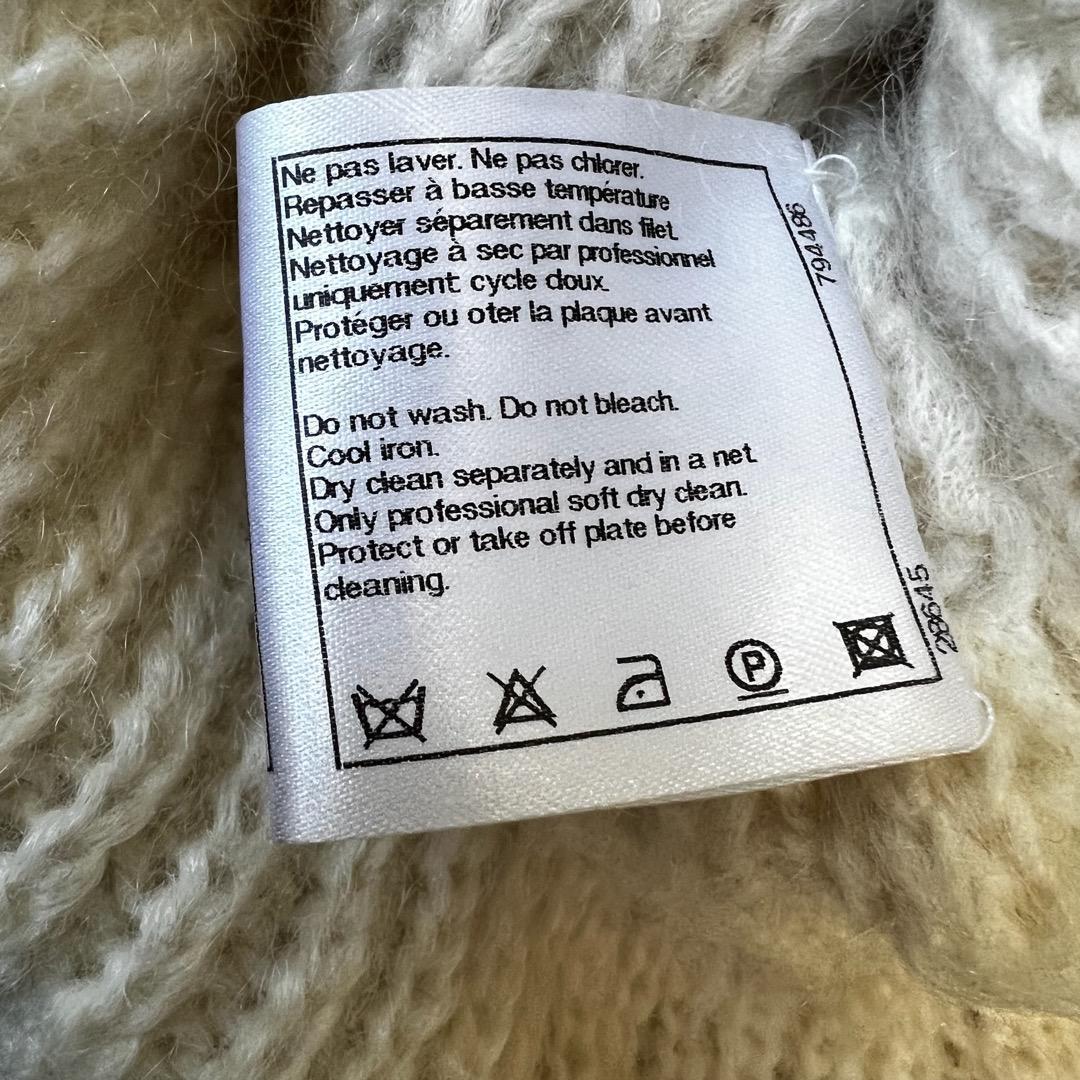 Ne pas laver. Ne pas chlorer.
Repasser à basse température
Nettoyer séparement dans filet.
Nettoyage à sec par professionnel
uniquement cycle doux.
Protéger ou oter la plaque avant
nettoyage.
Do not wash. Do not bleach.
Cool iron.
Dry clean separately and in a net.
Only professional soft dry clean.
Protect or take off plate before
cleaning.
P
794486
28645